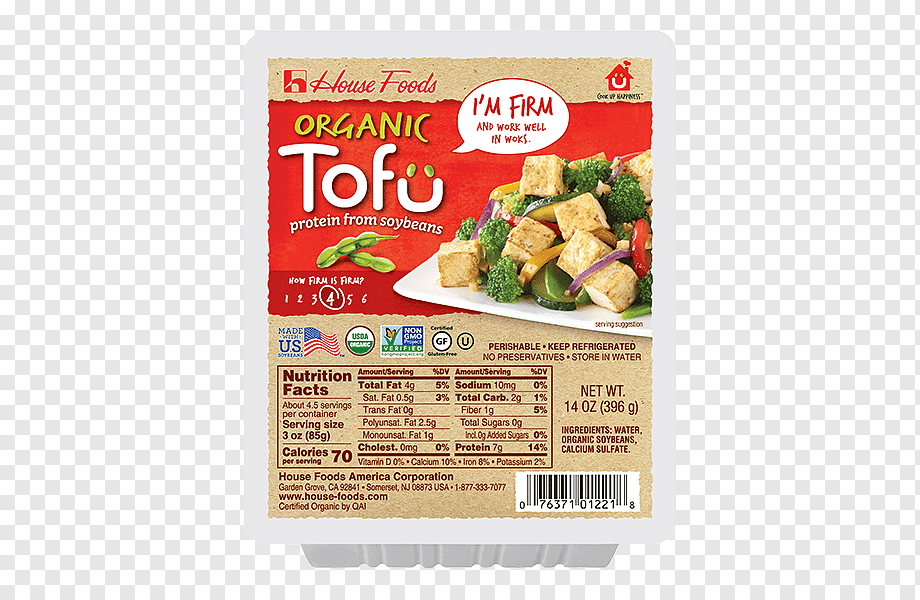 House Foods
COOK UP HAPPINESS™
I'M FIRM
AND WORK WELL
IN WOKS.
ORGANIC
Tofü
protein from soybeans
HOW FIRM IS FIRM?
1 2 3 4 5 6
serving suggestion
MADE
WITH
U.S.
SOYBEANS
USDA
ORGANIC
NON
GMO
Project
VERIFIED
nongmoproject.org
Certified
GF
Gluten-Free
U
PERISHABLE • KEEP REFRIGERATED
NO PRESERVATIVES • STORE IN WATER
Nutrition
Facts
About 4.5 servings
per container
Serving size
3 oz (85g)
Calories 70
per serving
Amount/Serving %DV
Total Fat 4g 5%
Sat. Fat 0.5g 3%
Trans Fat 0g
Polyunsat. Fat 2.5g
Monounsat. Fat 1g
Cholest. 0mg 0%
Amount/Serving %DV
Sodium 10mg 0%
Total Carb. 2g 1%
Fiber 1g 5%
Total Sugars 0g
Incl.0g Added Sugars 0%
Protein 7g 14%
Vitamin D 0% • Calcium 10% • Iron 8% • Potassium 2%
NET WT.
14 OZ (396 g)
INGREDIENTS: WATER,
ORGANIC SOYBEANS,
CALCIUM SULFATE.
House Foods America Corporation
Garden Grove, CA 92841 • Somerset, NJ 08873 USA • 1-877-333-7077
www.house-foods.com
Certified Organic by QAI
0 76371 01221 8